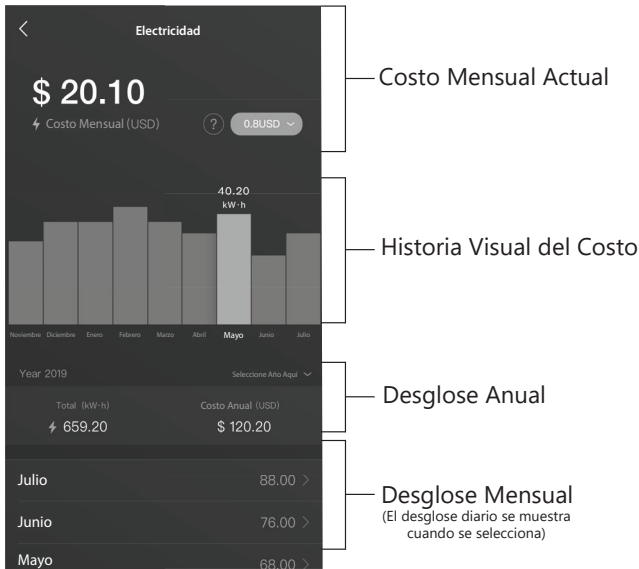 Electricidad
$ 20.10
Costo Mensual (USD)
?
0.8USD
Costo Mensual Actual
40.20
kW·h
Historia Visual del Costo
Noviembre Diciembre Enero Febrero Marzo Abril Mayo Junio Julio
Year 2019
Seleccione Año Aquí
Desglose Anual
Total (kW·h)
Costo Anual (USD)
659.20
$ 120.20
Julio
88.00
Desglose Mensual
(El desglose diario se muestra
cuando se selecciona)
Junio
76.00
Mayo
68.00